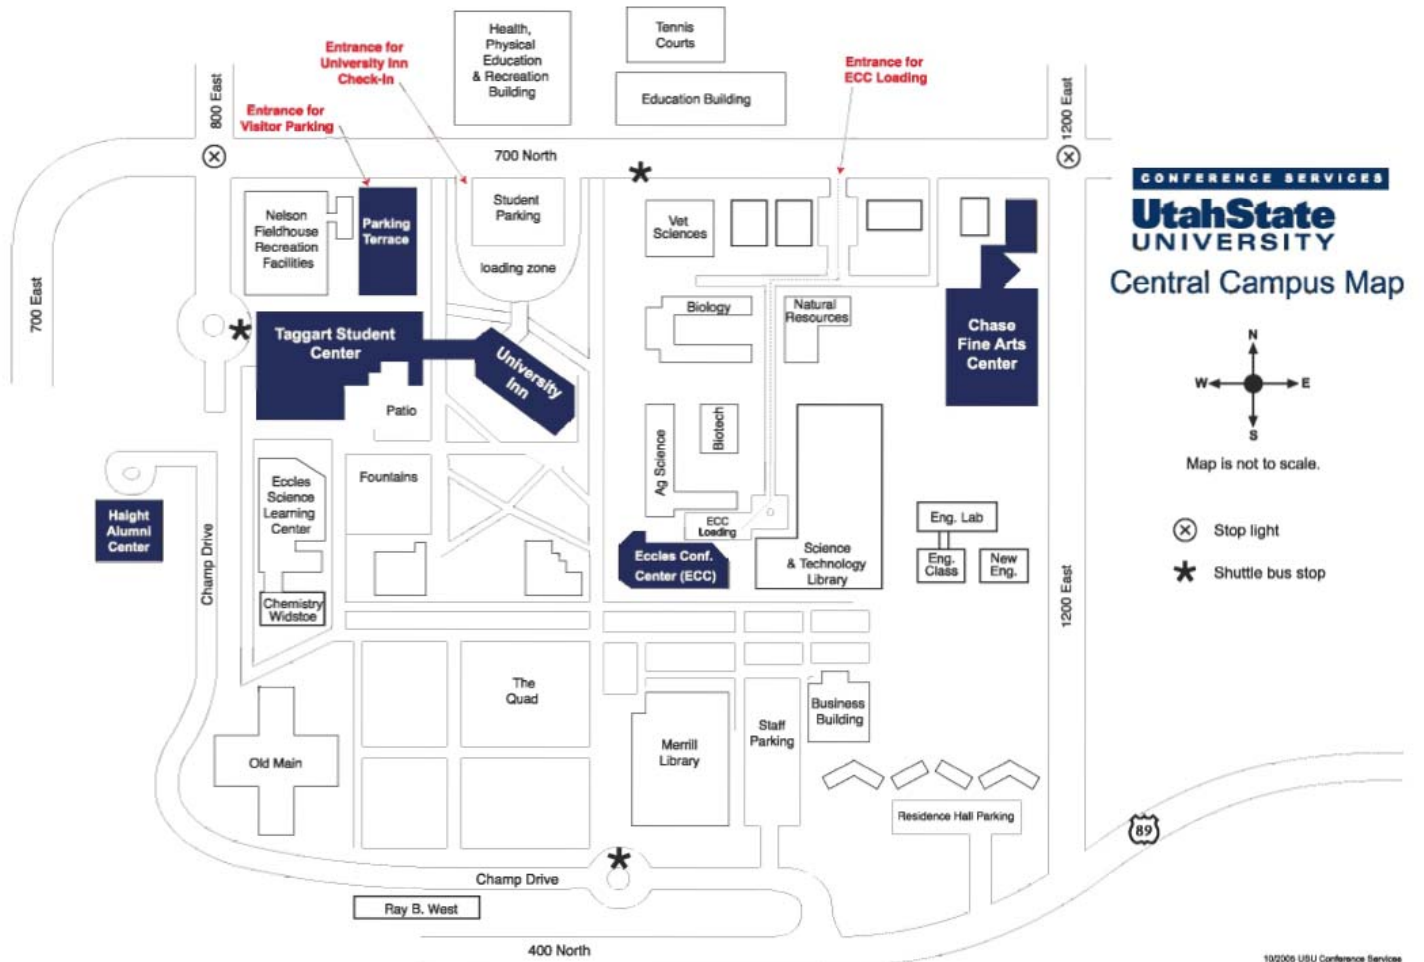 Health,
Physical
Education
& Recreation
Building
Tennis
Courts
Education Building
Entrance for
University Inn
Check-In
Entrance for
Visitor Parking
Entrance for
ECC Loading
800 East
1200 East
700 North
700 East
Nelson
Fieldhouse
Recreation
Facilities
Parking
Terrace
Student
Parking
loading zone
Vet
Sciences
CONFERENCE SERVICES
UtahState
UNIVERSITY
Central Campus Map
Biology
Natural
Resources
Chase
Fine Arts
Center
Taggart Student
Center
University
Inn
Patio
N
W
E
S
Map is not to scale.
Stop light
Shuttle bus stop
Ag Science
Biotech
Fountains
Eccles
Science
Learning
Center
Haight
Alumni
Center
Champ Drive
ECC
Loading
Eccles Conf.
Center (ECC)
Science
& Technology
Library
Eng. Lab
Eng.
Class
New
Eng.
1200 East
Chemistry
Widstoe
The
Quad
Old Main
Merrill
Library
Staff
Parking
Business
Building
Residence Hall Parking
89
Champ Drive
Ray B. West
400 North
10/2005 USU Conference Services